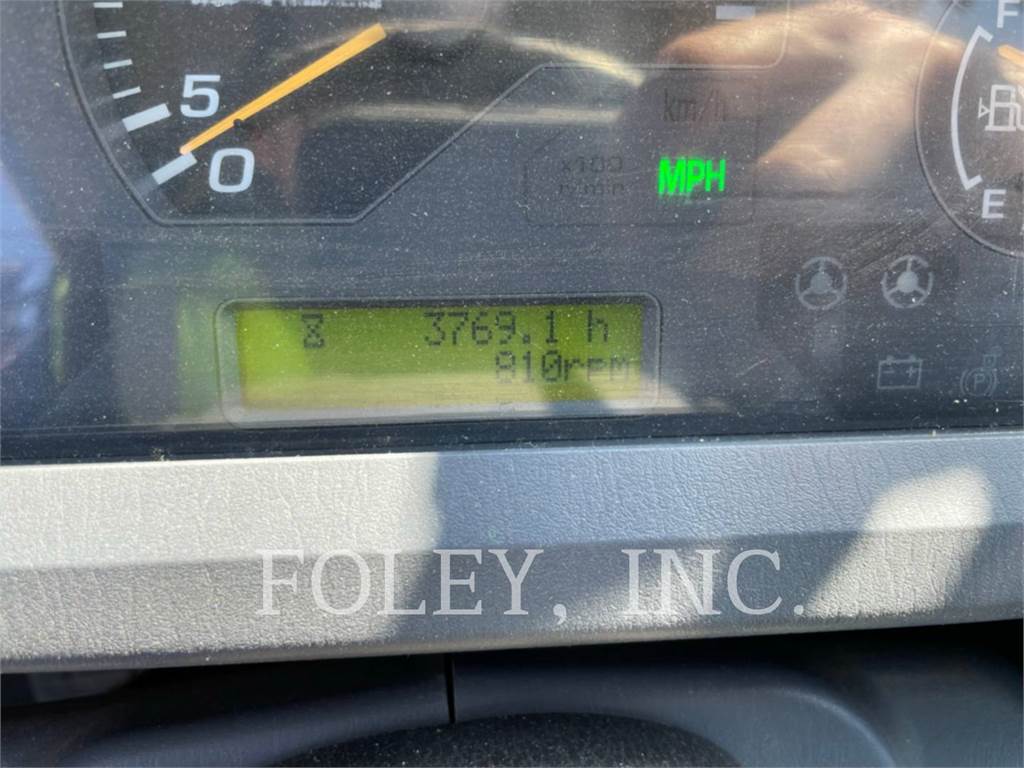 F
5
km/h
0
x100
r/min
MPH
E
3769.1 h
810rpm
P
FOLEY, INC.